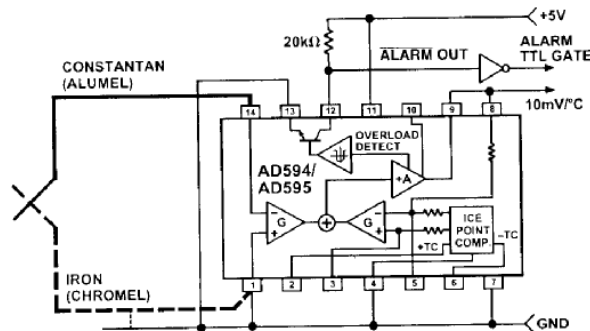 +5V
20kΩ
ALARM OUT
ALARM
TTL GATE
10mV/°C
CONSTANTAN
(ALUMEL)
14
13
12
11
10
9
8
OVERLOAD
DETECT
AD594/
AD595
+A
G
G
ICE
POINT
COMP.
+TC
–TC
IRON
(CHROMEL)
1
2
3
4
5
6
7
GND